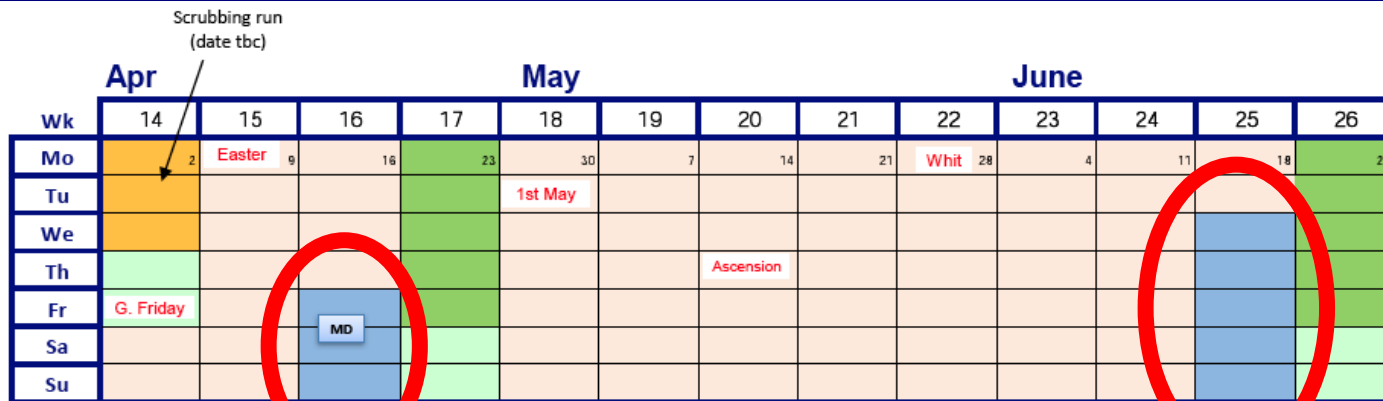 Scrubbing run
(date tbc)
Apr May June
Wk 14 15 16 17 18 19 20 21 22 23 24 25 26
Mo 2 Easter 9 16 23 30 7 14 21 Whit 28 4 11 18
Tu 1st May
We
Th Ascension
Fr G. Friday
MD
Sa
Su